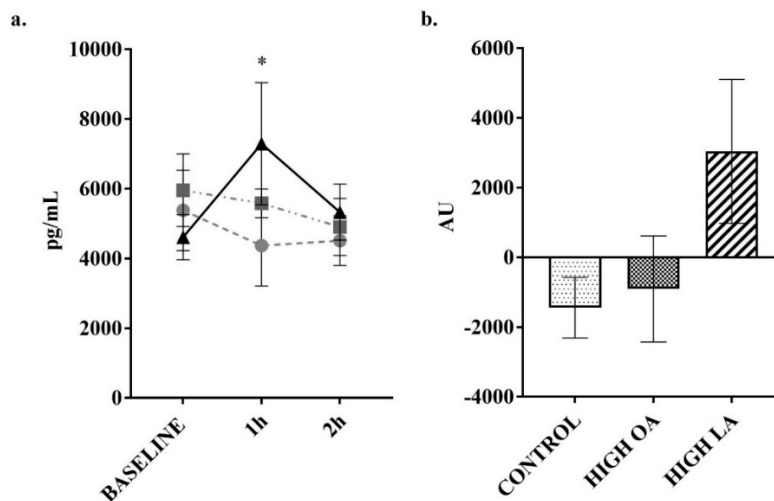 a.
10000
8000
6000
4000
2000
0
pg/mL
*
BASELINE
1h
2h
b.
6000
4000
2000
0
-2000
-4000
AU
CONTROL
HIGH OA
HIGH LA